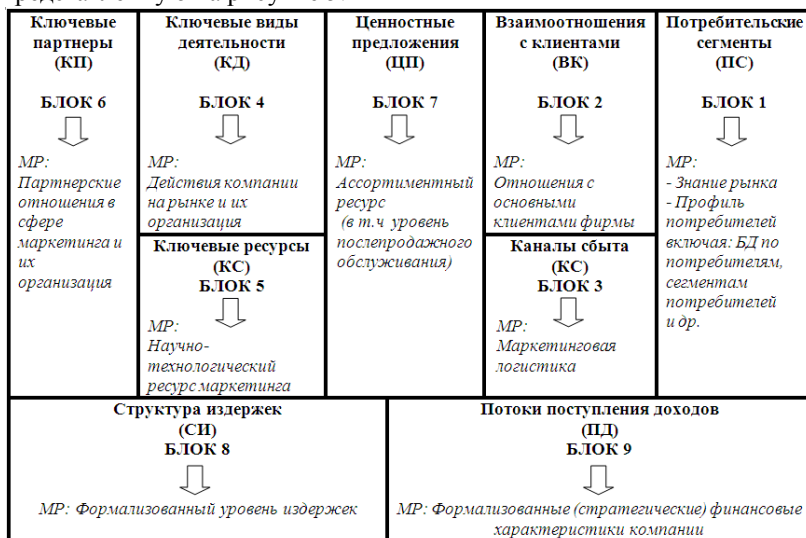 Ключевые
партнеры
(КП)
БЛОК 6
МР:
Партнерские
отношения в
сфере
маркетинга и
их
организация
Ключевые виды
деятельности
(КД)
БЛОК 4
МР:
Действия компании
на рынке и их
организация
Ключевые ресурсы
(КС)
БЛОК 5
МР:
Научно-
технологический
ресурс маркетинга
Ценностные
предложения
(ЦП)
БЛОК 7
МР:
Ассортиментный
ресурс
(в т.ч уровень
послепродажного
обслуживания)
Взаимоотношения
с клиентами
(ВК)
БЛОК 2
МР:
Отношения с
основными
клиентами фирмы
Каналы сбыта
(КС)
БЛОК 3
МР:
Маркетинговая
логистика
Потребительские
сегменты
(ПС)
БЛОК 1
МР:
- Знание рынка
- Профиль
потребителей
включая: БД по
потребителям,
сегментам
потребителей
и др.
Структура издержек
(СИ)
БЛОК 8
МР: Формализованный уровень издержек
Потоки поступления доходов
(ПД)
БЛОК 9
МР: Формализованные (стратегические) финансовые
характеристики компании